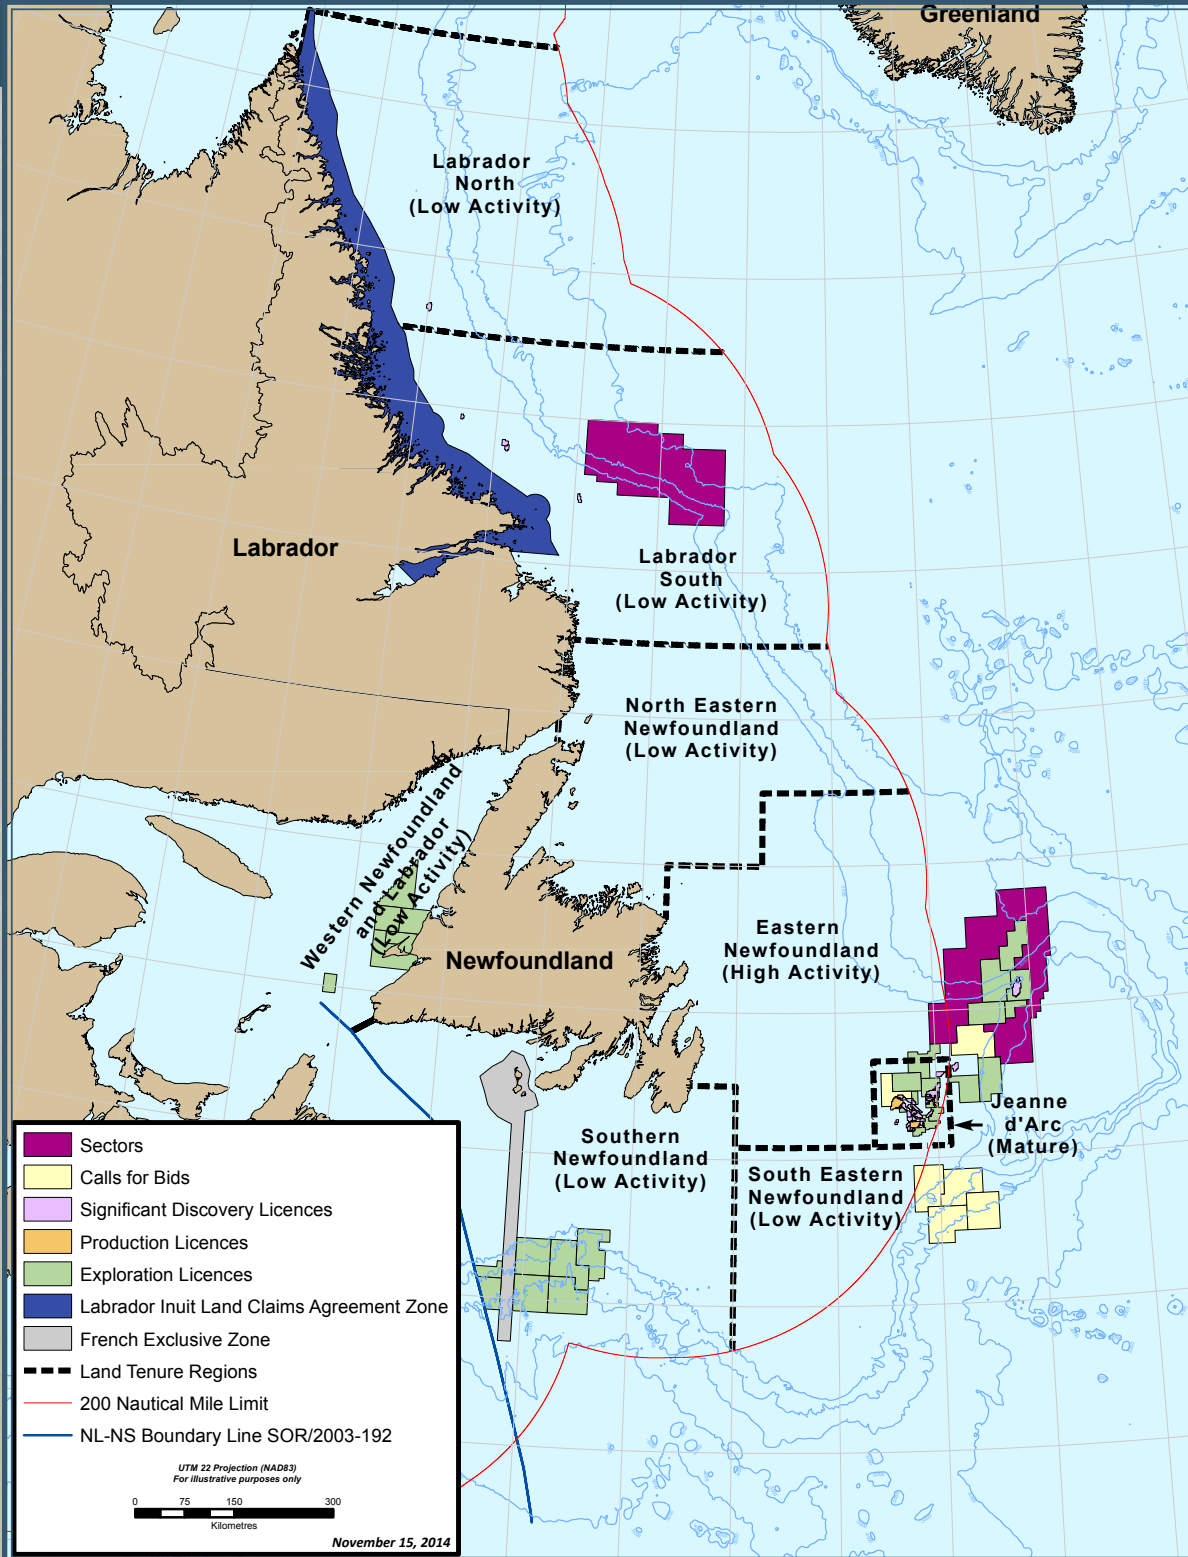 Greenland
Labrador
North
(Low Activity)
Labrador
Labrador
South
(Low Activity)
North Eastern
Newfoundland
(Low Activity)
Western Newfoundland
and Labrador
(Low Activity)
Newfoundland
Eastern
Newfoundland
(High Activity)
Jeanne
d'Arc
(Mature)
Southern
Newfoundland
(Low Activity)
South Eastern
Newfoundland
(Low Activity)
Sectors
Calls for Bids
Significant Discovery Licences
Production Licences
Exploration Licences
Labrador Inuit Land Claims Agreement Zone
French Exclusive Zone
Land Tenure Regions
200 Nautical Mile Limit
NL-NS Boundary Line SOR/2003-192
UTM 22 Projection (NAD83)
For illustrative purposes only
0 75 150 300
Kilometres
November 15, 2014